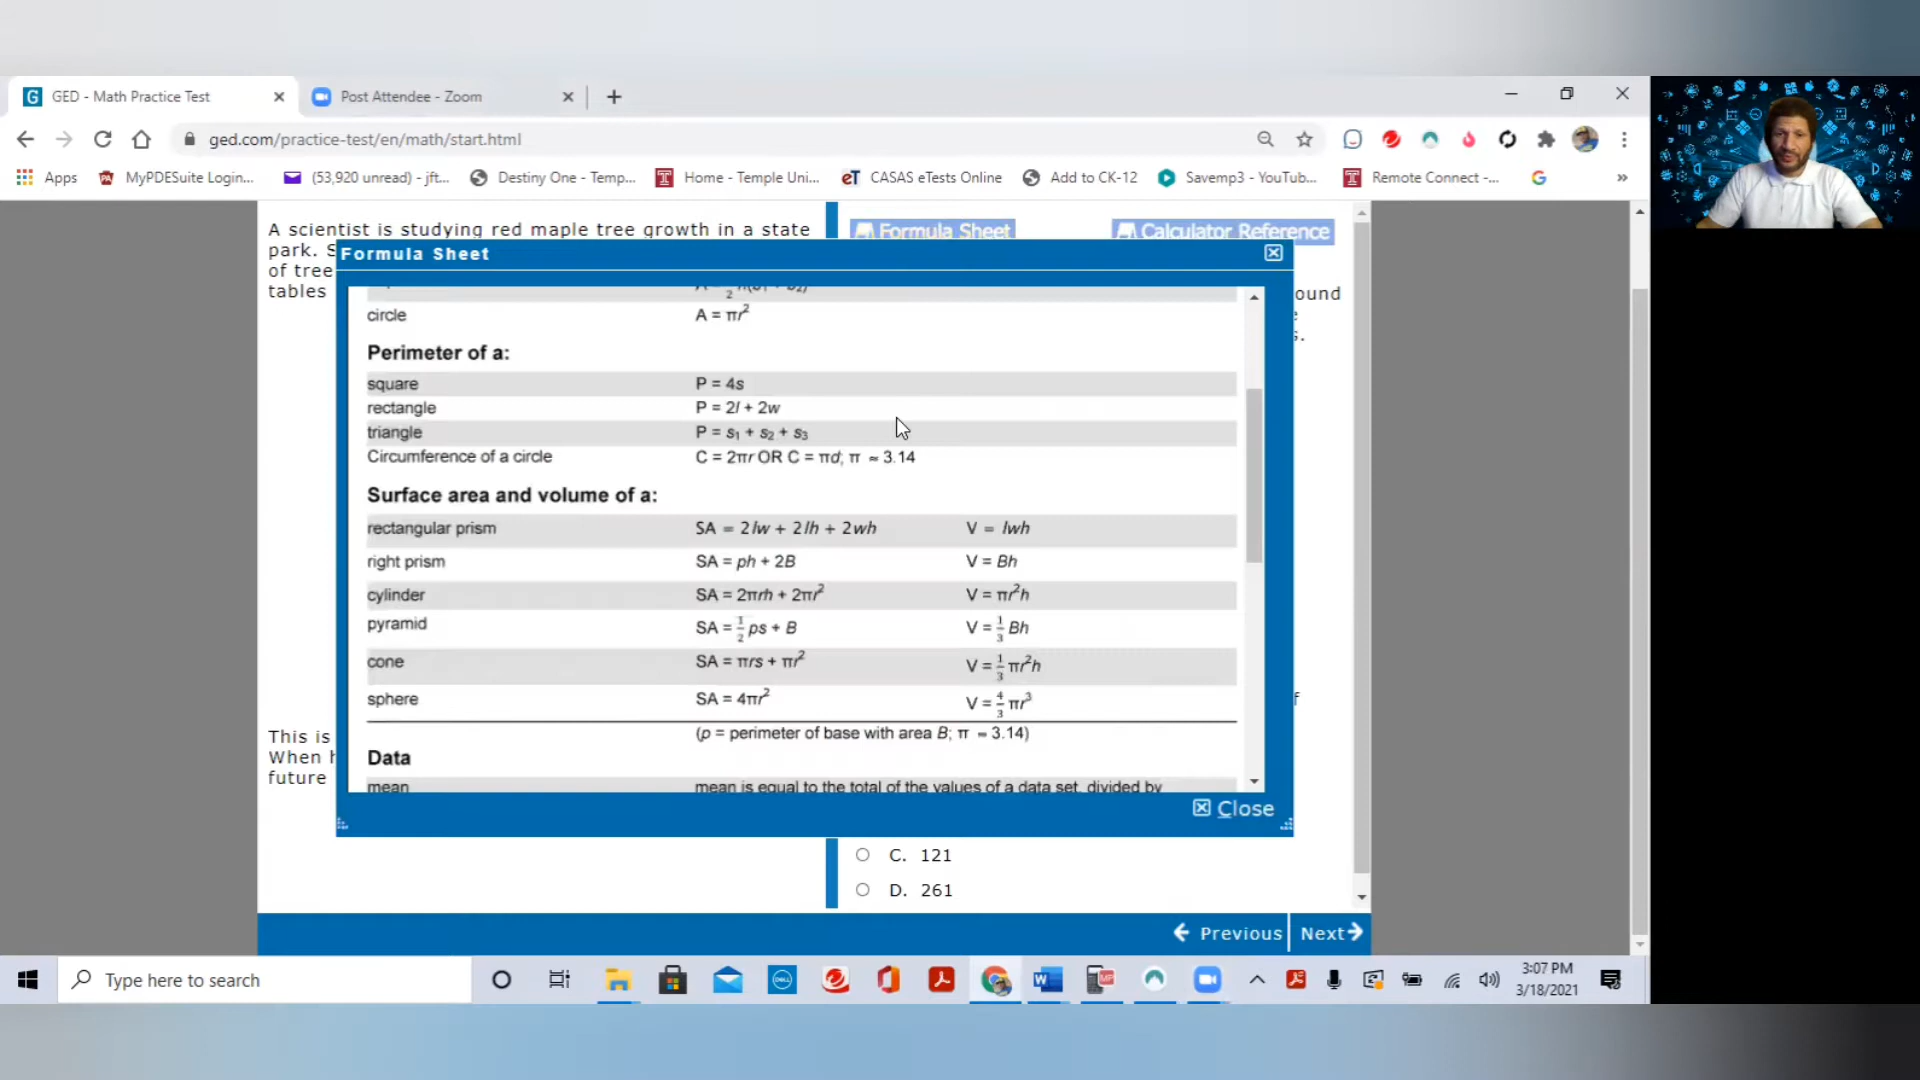 GED - Math Practice Test
Post Attendee - Zoom
ged.com/practice-test/en/math/start.html
Apps
MyPDESuite Login...
(53,920 unread) - jft...
Destiny One - Temp...
Home - Temple Uni...
CASAS eTests Online
Add to CK-12
Savemp3 - YouTub...
Remote Connect -...
A scientist is studying red maple tree growth in a state
park. S
of tree
tables
Formula Sheet
Calculator Reference
ound
Formula Sheet
circle A = πr²
Perimeter of a:
square P = 4s
rectangle P = 2l + 2w
triangle P = s₁ + s₂ + s₃
Circumference of a circle C = 2πr OR C = πd; π ≈ 3.14
Surface area and volume of a:
rectangular prism SA = 2lw + 2lh + 2wh V = lwh
right prism SA = ph + 2B V = Bh
cylinder SA = 2πrh + 2πr² V = πr²h
pyramid SA = 1/2 ps + B V = 1/3 Bh
cone SA = πrs + πr² V = 1/3 πr²h
sphere SA = 4πr² V = 4/3 πr³
(p = perimeter of base with area B; π ≈ 3.14)
Data
mean mean is equal to the total of the values of a data set, divided by
Close
This is
When h
future
C. 121
D. 261
Previous
Next
Type here to search
3:07 PM
3/18/2021